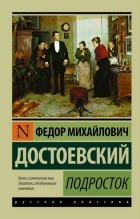 N
ФЕДОР МИХАЙЛОВИЧ
ДОСТОЕВСКИЙ
ПОДРОСТОК
русская классика